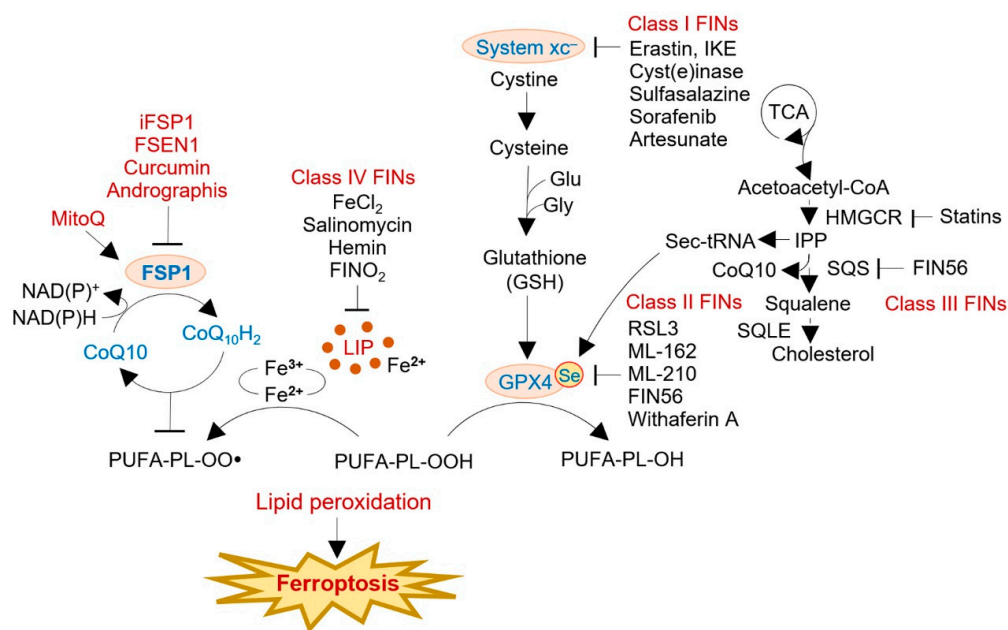 Class I FINs
System xc–
Erastin, IKE
Cyst(e)inase
Sulfasalazine
Sorafenib
Artesunate
Cystine
Cysteine
Glu
Gly
Glutathione
(GSH)
TCA
Acetoacetyl-CoA
HMGCR
Statins
Sec-tRNA
IPP
CoQ10
SQS
FIN56
Squalene
Class III FINs
SQLE
Cholesterol
iFSP1
FSEN1
Curcumin
Andrographis
MitoQ
FSP1
NAD(P)⁺
NAD(P)H
CoQ10
CoQ₁₀H₂
Class IV FINs
FeCl₂
Salinomycin
Hemin
FINO₂
LIP
Fe²⁺
Fe³⁺
Fe²⁺
Class II FINs
RSL3
ML-162
ML-210
FIN56
Withaferin A
GPX4
Se
PUFA-PL-OO•
PUFA-PL-OOH
PUFA-PL-OH
Lipid peroxidation
Ferroptosis